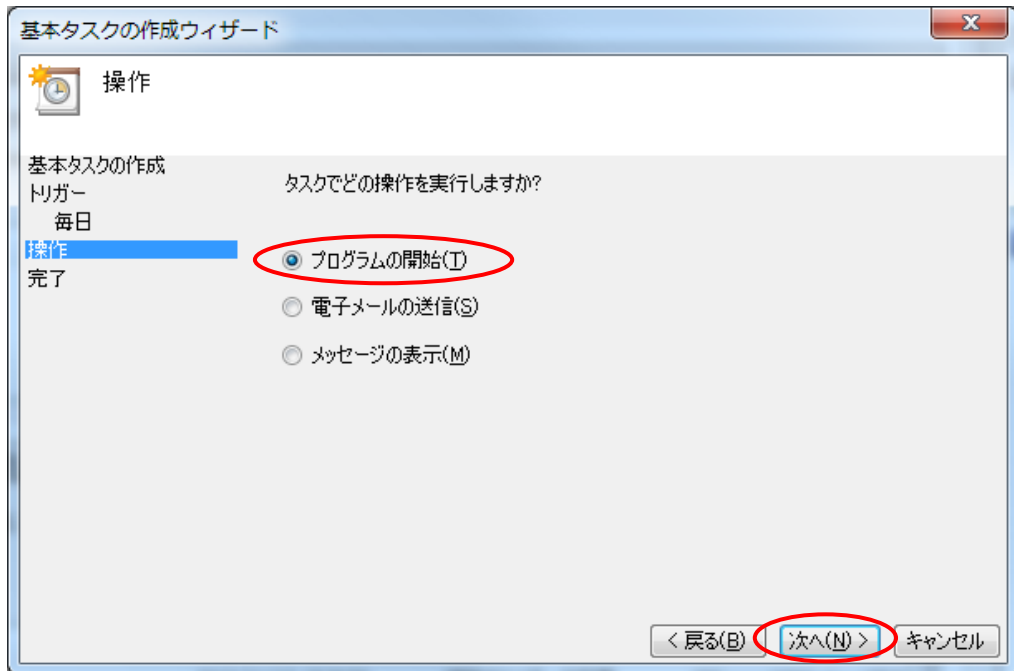 基本タスクの作成ウィザード
操作
基本タスクの作成
トリガー
毎日
操作
完了
タスクでどの操作を実行しますか?
プログラムの開始(T)
電子メールの送信(S)
メッセージの表示(M)
< 戻る(B) 次へ(N) > キャンセル